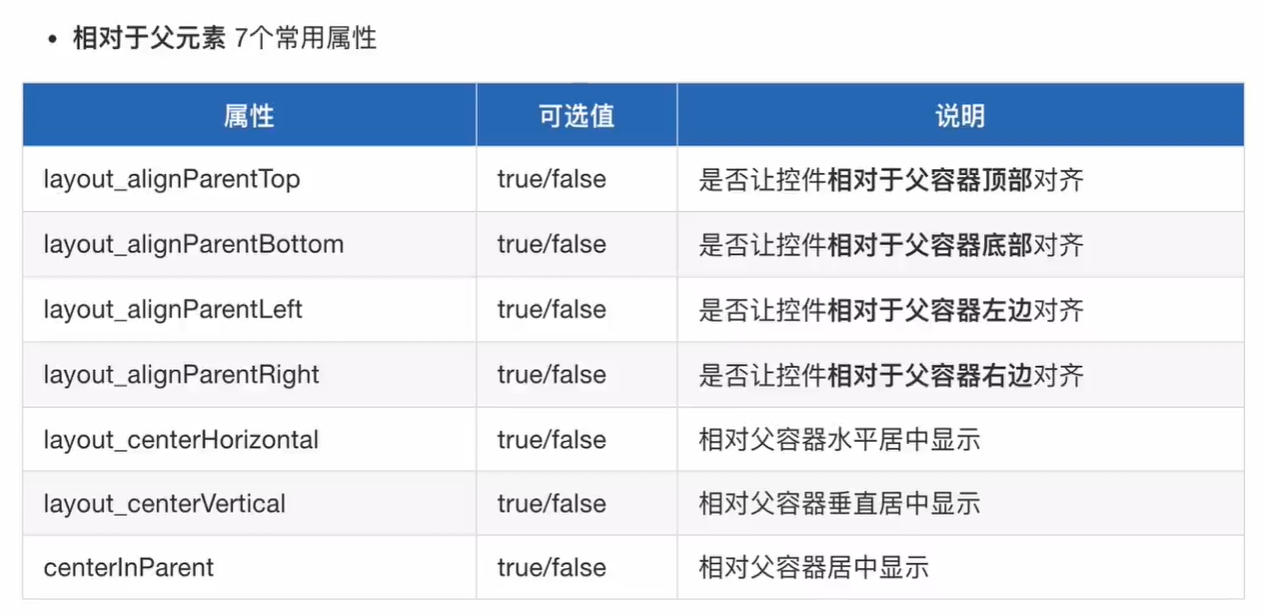 • 相对于父元素 7个常用属性
属性 可选值 说明
layout_alignParentTop true/false 是否让控件相对于父容器顶部对齐
layout_alignParentBottom true/false 是否让控件相对于父容器底部对齐
layout_alignParentLeft true/false 是否让控件相对于父容器左边对齐
layout_alignParentRight true/false 是否让控件相对于父容器右边对齐
layout_centerHorizontal true/false 相对父容器水平居中显示
layout_centerVertical true/false 相对父容器垂直居中显示
centerInParent true/false 相对父容器居中显示